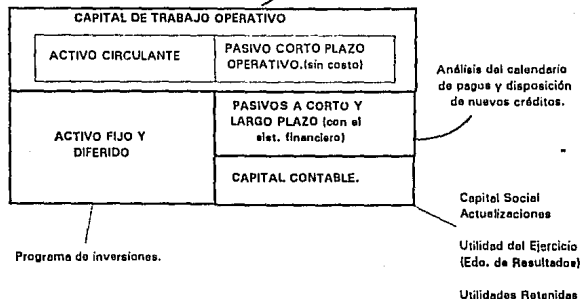 CAPITAL DE TRABAJO OPERATIVO
ACTIVO CIRCULANTE
PASIVO CORTO PLAZO
OPERATIVO.(sin costo)
Análisis del calendario
de pagos y disposición
de nuevos créditos.
PASIVOS A CORTO Y
LARGO PLAZO (con el
sist. financiero)
ACTIVO FIJO Y
DIFERIDO
CAPITAL CONTABLE.
Capital Social
Actualizaciones
Programa de inversiones.
Utilidad del Ejercicio
(Edo. de Resultados)
Utilidades Retenidas